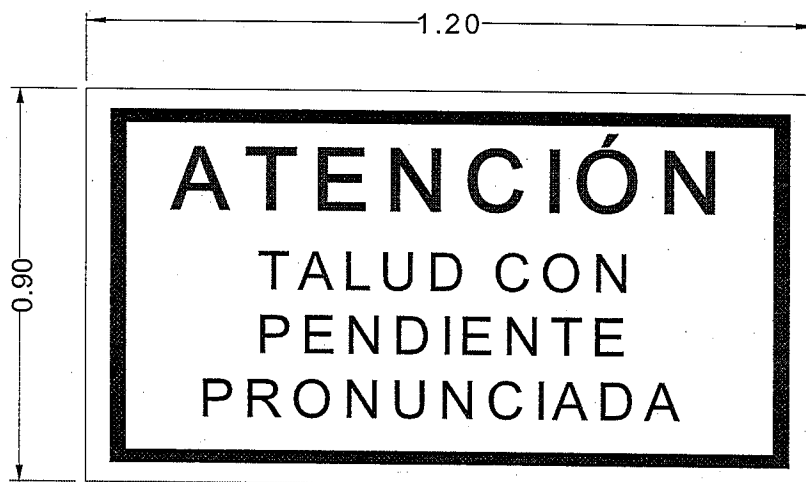 1.20
0.90
ATENCIÓN
TALUD CON
PENDIENTE
PRONUNCIADA